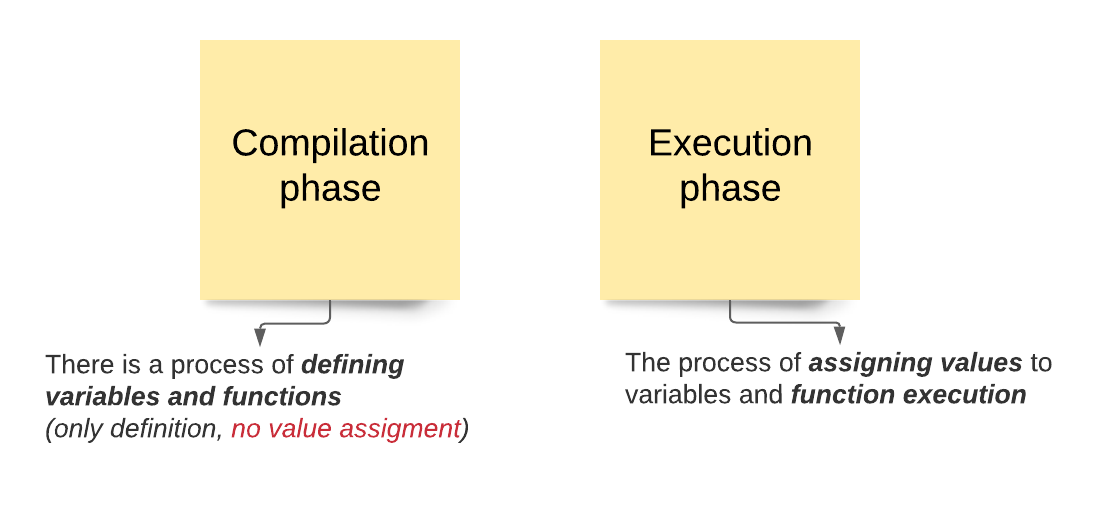 Compilation
phase
Execution
phase
There is a process of defining
variables and functions
(only definition, no value assigment)
The process of assigning values to
variables and function execution